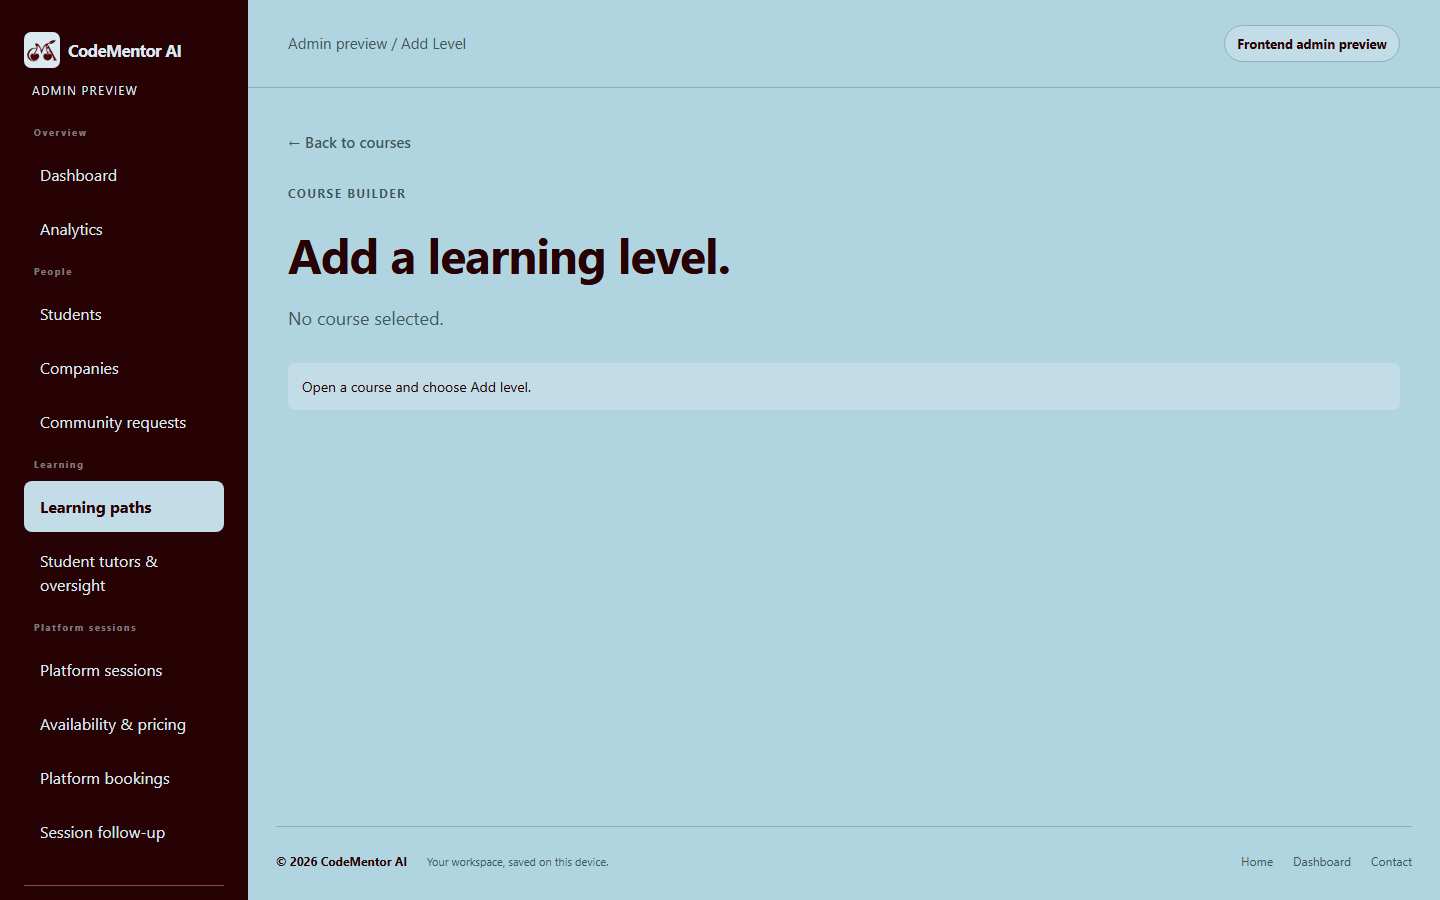 CodeMentor AI
ADMIN PREVIEW
Overview
Dashboard
Analytics
People
Students
Companies
Community requests
Learning
Learning paths
Student tutors &
oversight
Platform sessions
Platform sessions
Availability & pricing
Platform bookings
Session follow-up
Admin preview / Add Level
Frontend admin preview
← Back to courses
COURSE BUILDER
Add a learning level.
No course selected.
Open a course and choose Add level.
© 2026 CodeMentor AI
Your workspace, saved on this device.
Home
Dashboard
Contact